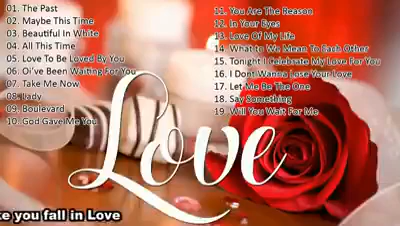 01. The Past
02. Maybe This Time
03. Beautiful In White
04. All This Time
05. Love To Be Loved By You
06. Oi've Been Waiting For You
07. Take Me Now
08. Lady
09. Boulevard
10. God Gave Me You
11. You Are The Reason
12. In Your Eyes
13. Love Of My Life
14. What to We Mean To Each Other
15. Tonight I Celebrate My Love For You
16. I Dont Wanna Lose Your Love
17. Let Me Be The One
18. Say Something
19. Will You Wait For Me
Love
ke you fall in Love